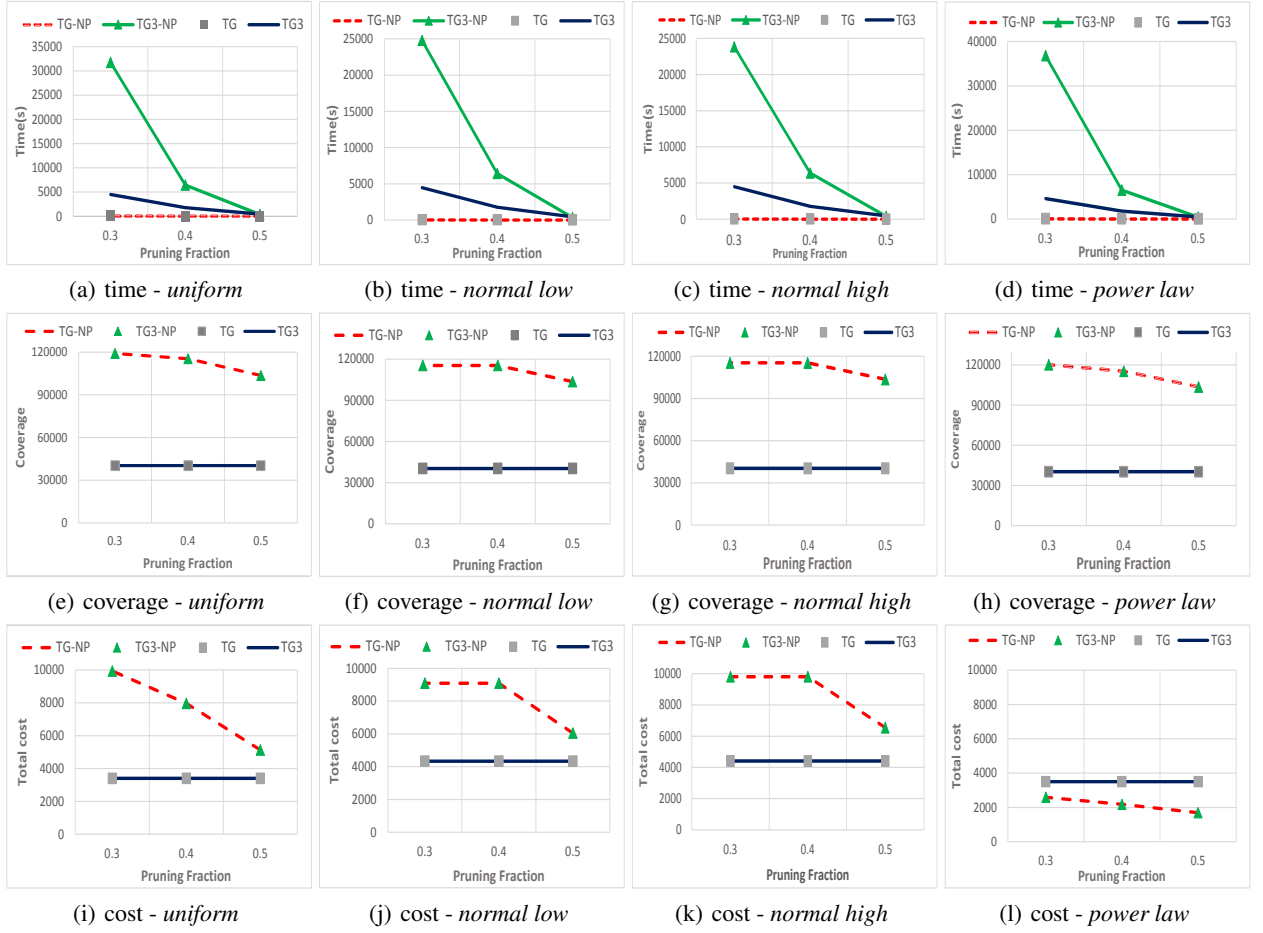 TG-NP TG3-NP TG TG3
Time(s)
40000
35000
30000
25000
20000
15000
10000
5000
0
0.3 0.4 0.5
Pruning Fraction
(a) time - uniform
TG-NP TG3-NP TG TG3
Time(s)
25000
20000
15000
10000
5000
0
0.3 0.4 0.5
Pruning Fraction
(b) time - normal low
TG-NP TG3-NP TG TG3
Time(s)
25000
20000
15000
10000
5000
0
0.3 0.4 0.5
Pruning Fraction
(c) time - normal high
TG-NP TG3-NP TG TG3
Time (s)
40000
30000
20000
10000
0
0.3 0.4 0.5
Pruning Fraction
(d) time - power law
TG-NP TG3-NP TG TG3
Coverage
120000
90000
60000
30000
0
0.3 0.4 0.5
Pruning Fraction
(e) coverage - uniform
TG-NP TG3-NP TG TG3
Coverage
120000
90000
60000
30000
0
0.3 0.4 0.5
Pruning Fraction
(f) coverage - normal low
TG-NP TG3-NP TG TG3
Coverage
120000
90000
60000
30000
0
0.3 0.4 0.5
Pruning Fraction
(g) coverage - normal high
TG-NP TG3-NP TG TG3
Coverage
120000
90000
60000
30000
0
0.3 0.4 0.5
Pruning Fraction
(h) coverage - power law
TG-NP TG3-NP TG TG3
Total cost
10000
8000
6000
4000
2000
0
0.3 0.4 0.5
Pruning Fraction
(i) cost - uniform
TG-NP TG3-NP TG TG3
Total cost
10000
8000
6000
4000
2000
0
0.3 0.4 0.5
Pruning Fraction
(j) cost - normal low
TG-NP TG3-NP TG TG3
Total cost
10000
8000
6000
4000
2000
0
0.3 0.4 0.5
Pruning Fraction
(k) cost - normal high
TG-NP TG3-NP TG TG3
Total cost
10000
8000
6000
4000
2000
0
0.3 0.4 0.5
Pruning Fraction
(l) cost - power law